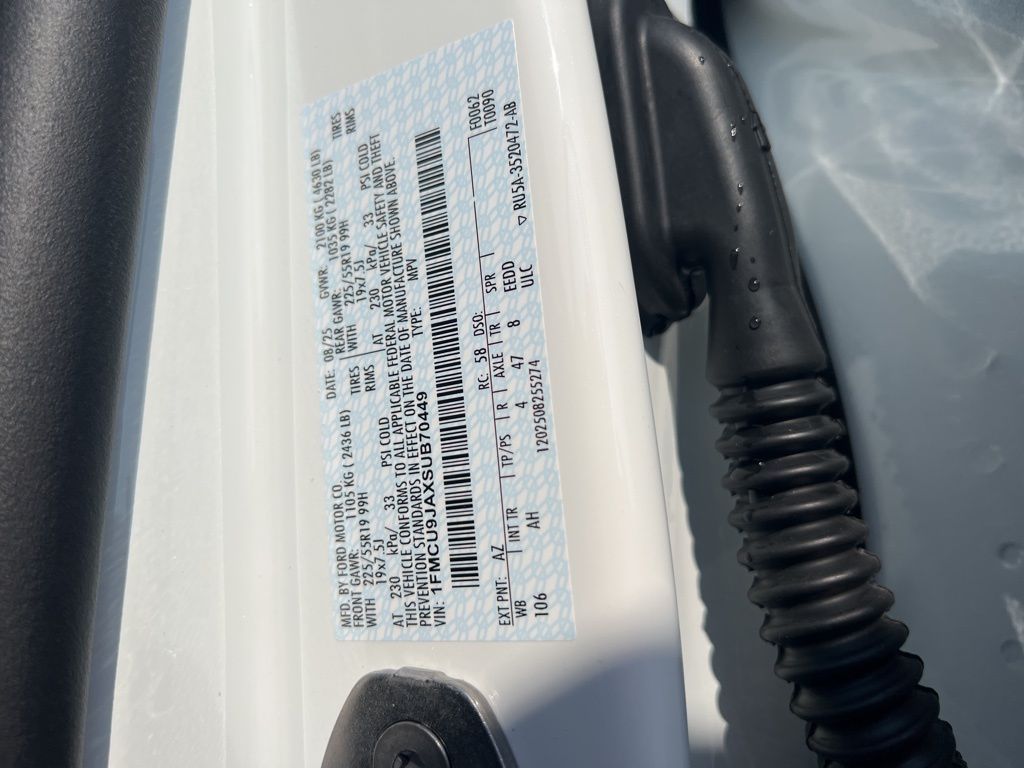 MFD. BY FORD MOTOR CO. DATE: 08/25 GVWR: 2100 KG ( 4630 LB)
FRONT GAWR: 1105 KG ( 2436 LB) REAR GAWR: 1035 KG ( 2282 LB)
WITH 225/55R19 99H TIRES WITH 225/55R19 99H TIRES
19x7.5J RIMS 19x7.5J RIMS
AT 230 kPa/ 33 PSI COLD AT 230 kPa/ 33 PSI COLD
THIS VEHICLE CONFORMS TO ALL APPLICABLE FEDERAL MOTOR VEHICLE SAFETY AND THEFT
PREVENTION STANDARDS IN EFFECT ON THE DATE OF MANUFACTURE SHOWN ABOVE.
VIN: 1FMCU9JAXSUB70449 TYPE: MPV
F0062
EXT PNT: AZ RC: 58 DSO: T0090
WB INT TR TP/PS R AXLE TR SPR
106 AH 4 47 8 EEDD
ULC ▽ RU5A-3520472-AB
120250825​5274